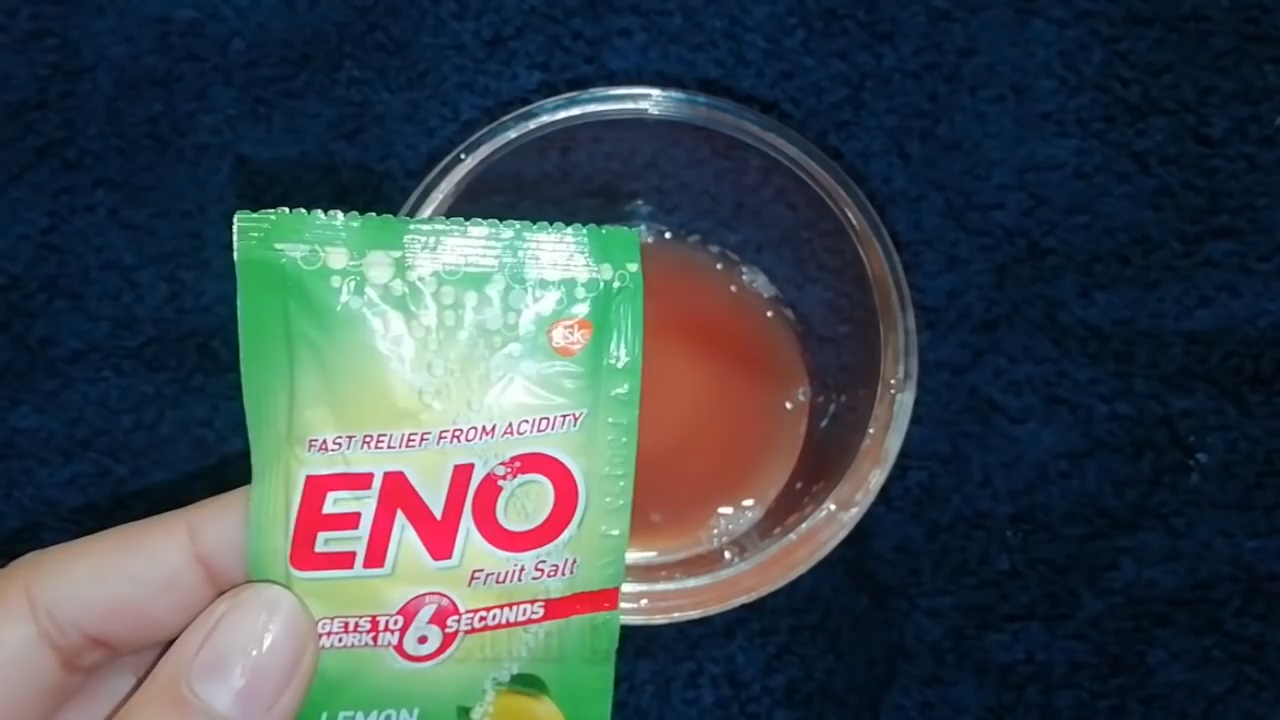 gsk
FAST RELIEF FROM ACIDITY
ENO
Fruit Salt
GETS TO
WORK IN 6 SECONDS
LEMON